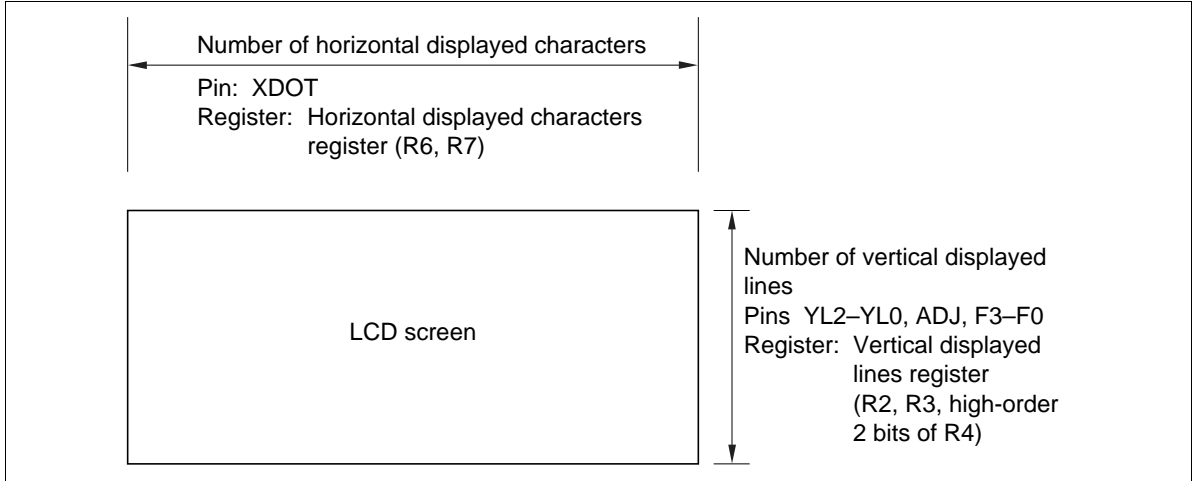 Number of horizontal displayed characters
Pin: XDOT
Register: Horizontal displayed characters
register (R6, R7)
LCD screen
Number of vertical displayed
lines
Pins YL2–YL0, ADJ, F3–F0
Register: Vertical displayed
lines register
(R2, R3, high-order
2 bits of R4)